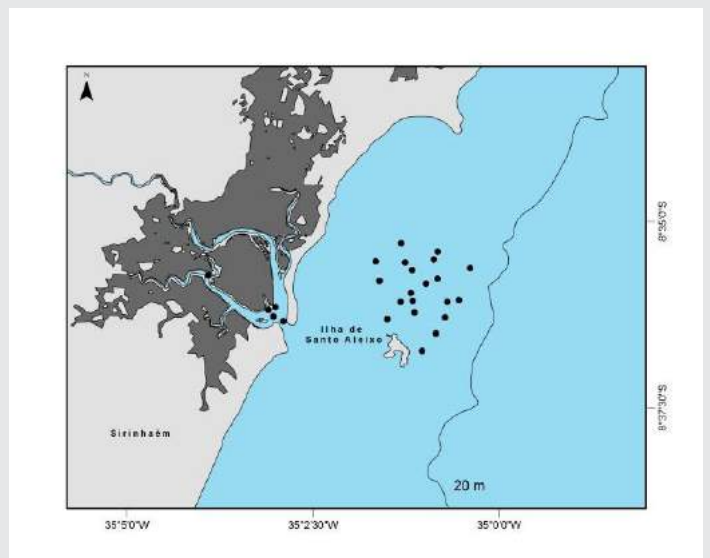 N
8°35'0"S
Ilha de
Santo Aleixo
8°37'30"S
Sirinhaém
20 m
35°5'0"W
35°2'30"W
35°0'0"W